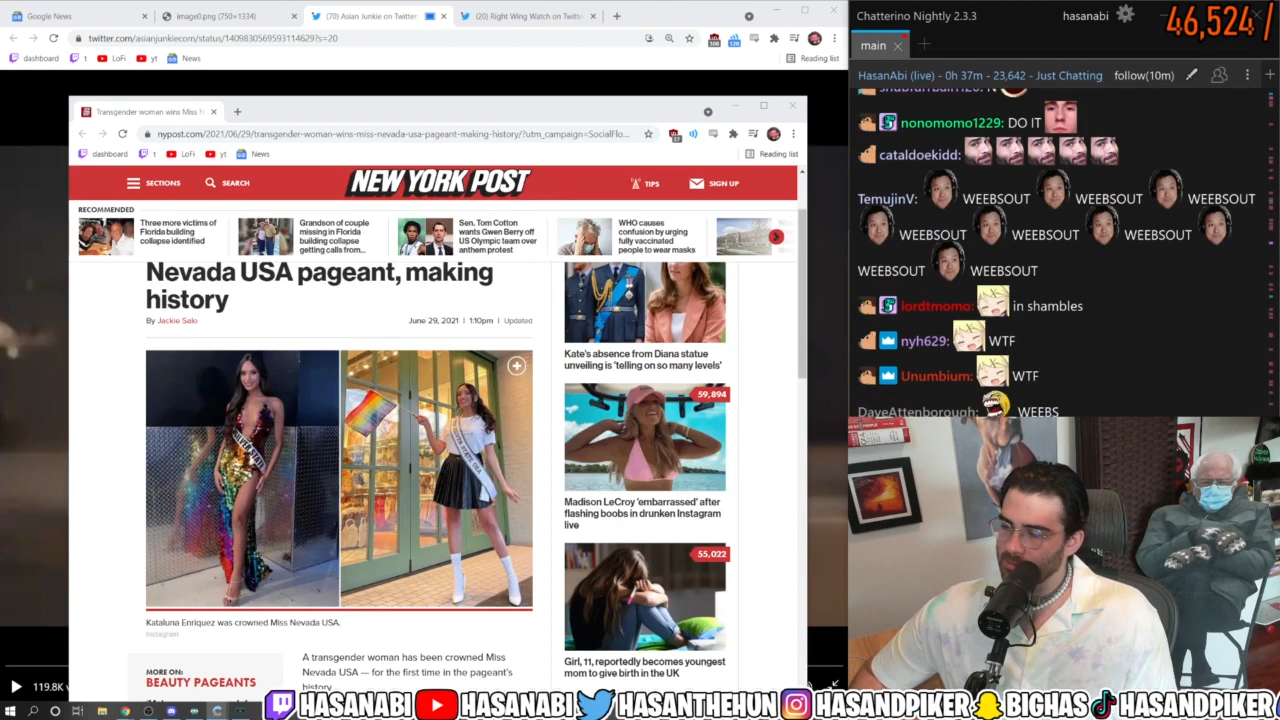 Google News
image0.png (750×1334)
(70) Asian Junkie on Twitter
(20) Right Wing Watch on Twitt
twitter.com/asianjunkiecom/status/1409830569593114629?s=20
dashboard
t
LoFi
yt
News
Reading list
Transgender woman wins Miss N
nypost.com/2021/06/29/transgender-woman-wins-miss-nevada-usa-pageant-making-history/?utm_campaign=SocialFlo...
dashboard
t
LoFi
yt
News
Reading list
SECTIONS
SEARCH
NEW YORK POST
TIPS
SIGN UP
RECOMMENDED
Three more victims of
Florida building
collapse identified
Grandson of couple
missing in Florida
building collapse
getting calls from...
Sen. Tom Cotton
wants Gwen Berry off
US Olympic team over
anthem protest
WHO causes
confusion by urging
fully vaccinated
people to wear masks
Nevada USA pageant, making
history
By Jackie Salo
June 29, 2021 | 1:10pm | Updated
Kataluna Enriquez was crowned Miss Nevada USA.
Instagram
MORE ON:
BEAUTY PAGEANTS
A transgender woman has been crowned Miss
Nevada USA — for the first time in the pageant's
history.
Kate's absence from Diana statue
unveiling is 'telling on so many levels'
59,894
Madison LeCroy 'embarrassed' after
flashing boobs in drunken Instagram
live
55,022
Girl, 11, reportedly becomes youngest
mom to give birth in the UK
119.8K
Chatterino Nightly 2.3.3
hasanabi
46,524 /
main
HasanAbi (live) - 0h 37m - 23,642 - Just Chatting
follow(10m)
nonomomo1229: DO IT
cataldoekidd:
TemujinV: WEEBSOUT WEEBSOUT WEEBSOUT
WEEBSOUT WEEBSOUT WEEBSOUT
WEEBSOUT WEEBSOUT
lordtmomo: in shambles
nyh629: WTF
Unumbium: WTF
DaveAttenborough: WEEBS
HASANABI
HASANABI
HASANTHEHUN
HASANDPIKER
BIGHAS
HASANDPIKER